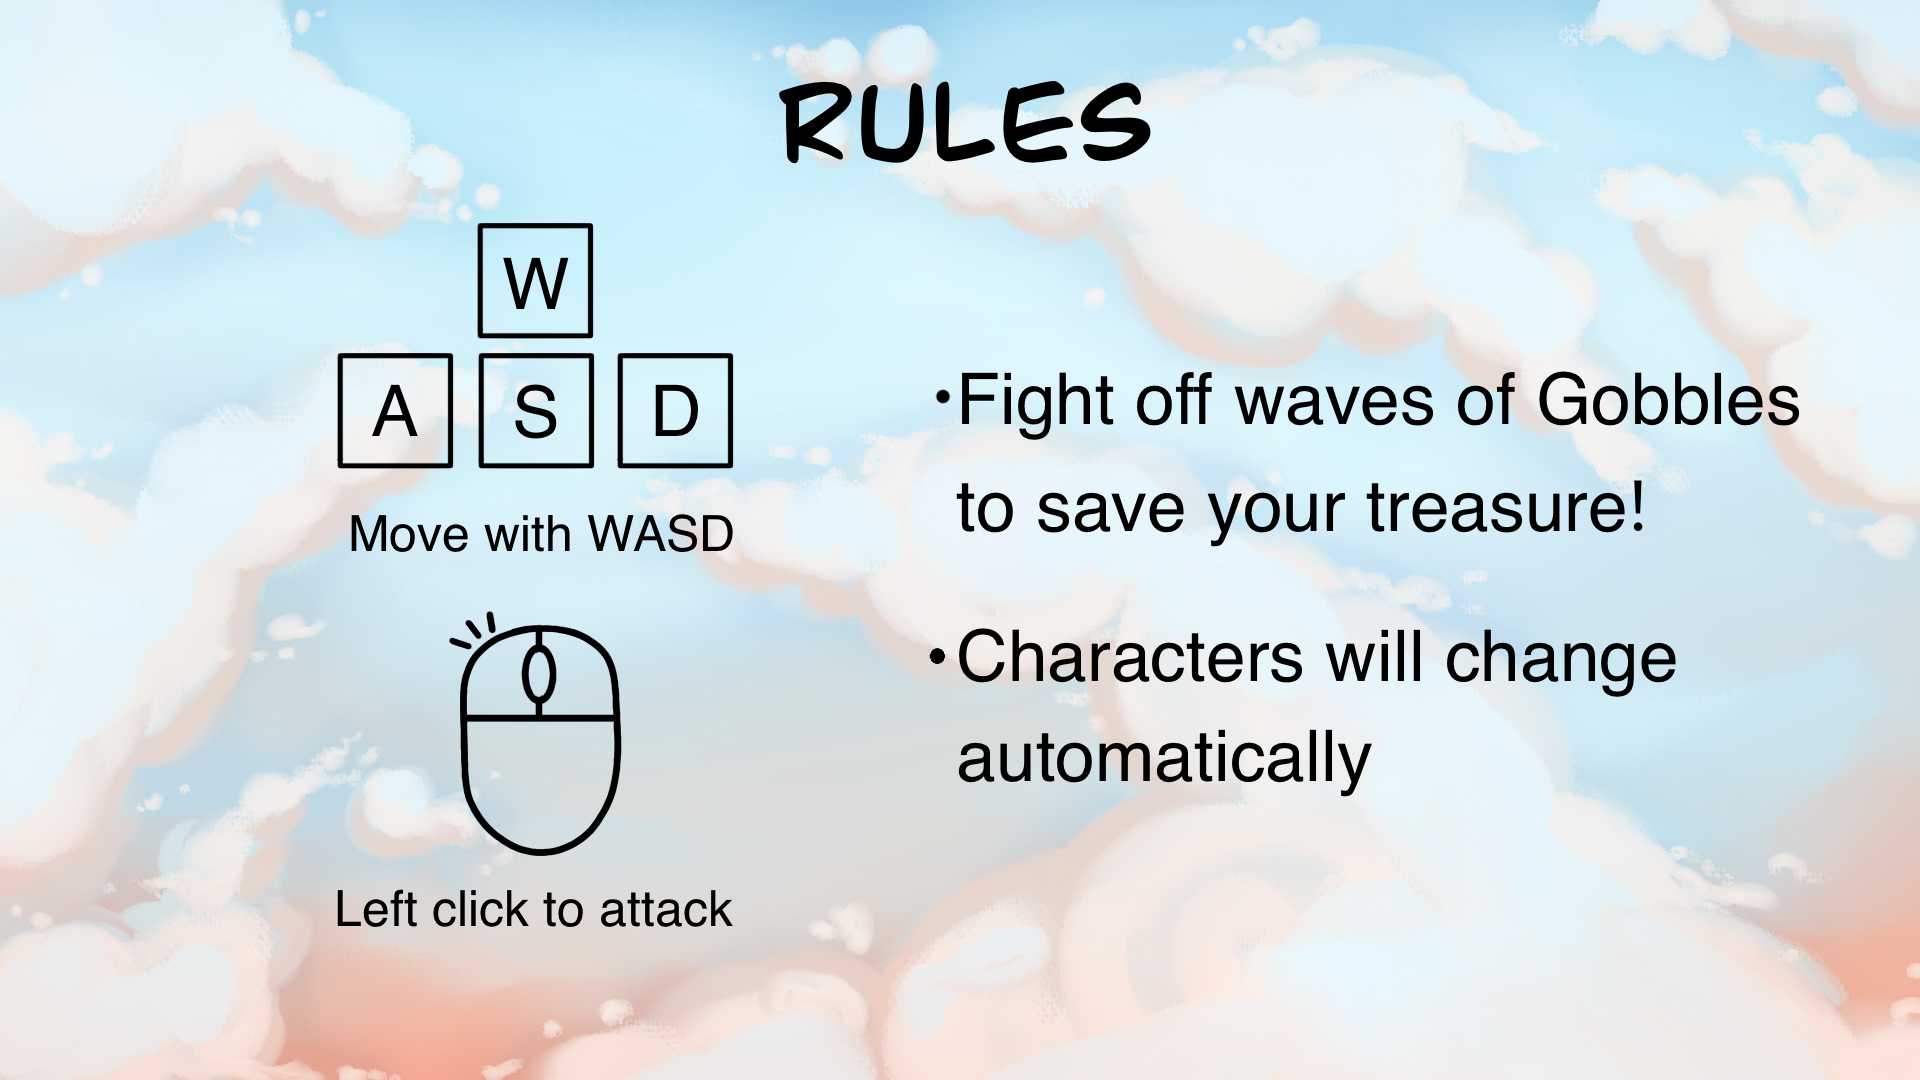 RULES
W
A S D
Move with WASD
Left click to attack
•Fight off waves of Gobbles
to save your treasure!
•Characters will change
automatically